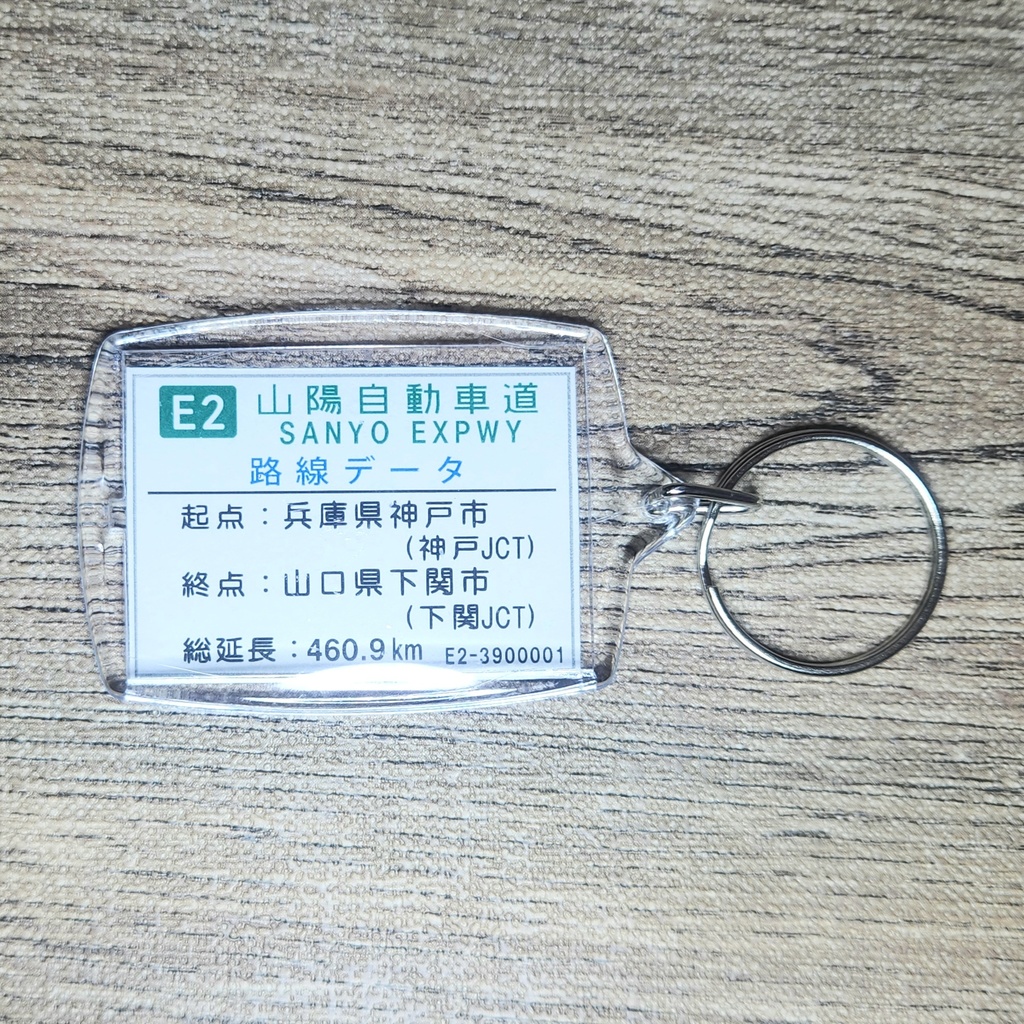 E2 山陽自動車道
SANYO EXPWY
路線データ
起点：兵庫県神戸市
(神戸JCT)
終点：山口県下関市
(下関JCT)
総延長：460.9km E2-3900001